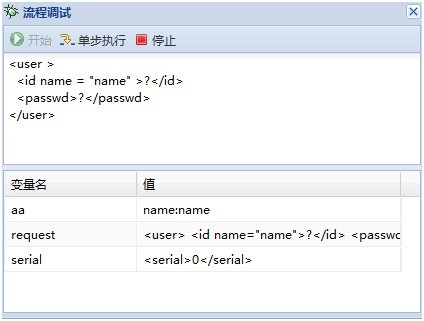 流程调试
开始 单步执行 停止
<user >
<id name = "name" >?</id>
<passwd>?</passwd>
</user>
变量名 值
aa name:name
request <user> <id name="name">?</id> <passwc
serial <serial>0</serial>